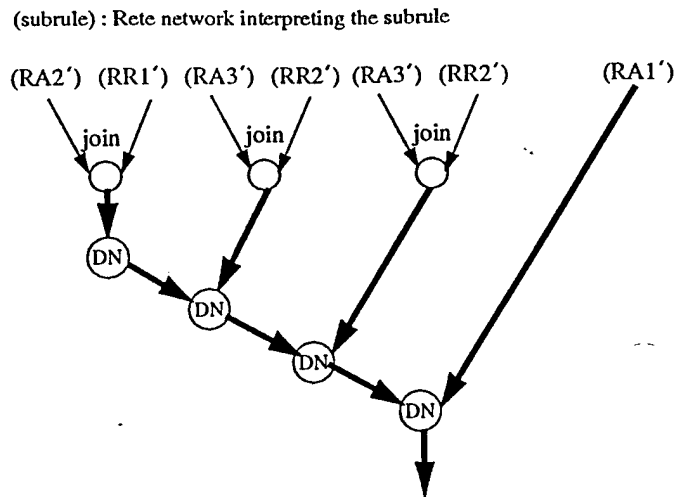 (subrule) : Rete network interpreting the subrule
(RA2´) (RR1´) (RA3´) (RR2´) (RA3´) (RR2´) (RA1´)
join join join
DN
DN
DN
DN